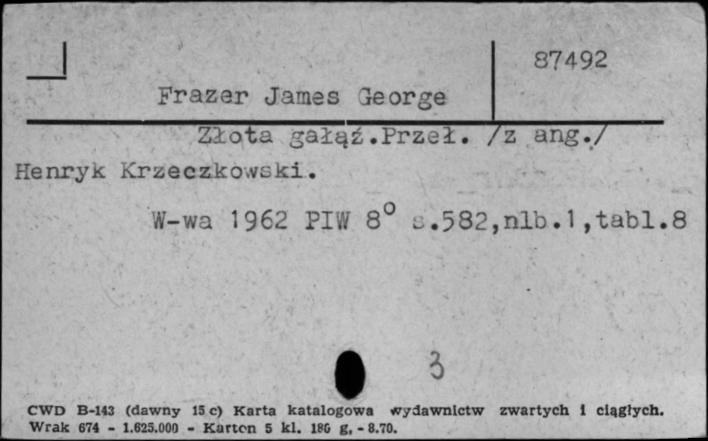 87492
Frazer James George
Złota gałąź.Przeł. /z ang./
Henryk Krzeczkowski.
W-wa 1962 PIW 8° s.582,nlb.1,tabl.8
3
CWD B-143 (dawny 15 c) Karta katalogowa wydawnictw zwartych i ciągłych.
Wrak 674 - 1.625.000 - Karton 5 kl. 180 g. - 8.70.